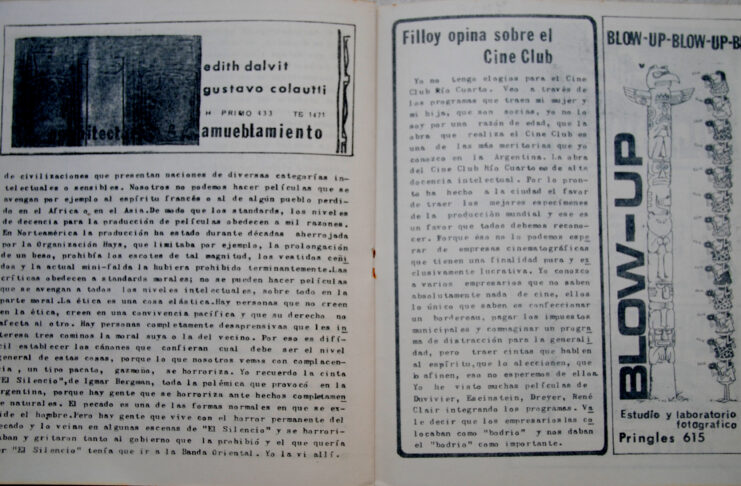 edith dalvit
gustavo colautti
H PRIMO 433 TE 1471
amueblamiento
de civilizaciones que presentan naciones de diversas categorías in-
telectuales o sensibles. Nosotros no podemos hacer películas que se
avengan por ejemplo al espíritu francés o al de algún pueblo perdi-
do en el Africa o en el Asia.De modo que los standards, los niveles
de decencia para la producción de películas obedecen a mil razones.
En Norteamérica la producción ha estado durante décadas aherrojada
por la Organización Hays, que limitaba por ejemplo, la prolongación
de un beso, prohibía los escotes de tal magnitud, los vestidos ceñi
dos y la actual mini-falda la hubiera prohibido terminantemente.Las
críticas obedecen a standards morales; no se pueden hacer películas
que se avengan a todos los niveles intelectuales, sobre todo en la
parte moral.La ética es una cosa elástica.Hay personas que no creen
en la ética, creen en una convivencia pacífica y que su derecho no
afecta al otro. Hay personas completamente desaprensivas que les in
teresa tres cominos la moral suya o la del vecino. Por eso es difí-
cil establecer los cánones que confieran cual debe ser el nivel
general de estas cosas, porque lo que nosotros vemos con complacen-
cia , un tipo pacato, gazmoño, se horroriza. Yo recuerdo la cinta
"El Silencio",de Igmar Bergman, toda la polémica que provocó en la
Argentina, porque hay gente que se horroriza ante hechos completamen
te naturales. El pecado es una de las formas normales en que se ex-
pide el hombre.Pero hay gente que vive con el horror permanente del
pecado y lo veían en algunas escenas de "El Silencio" y se horrori-
zaban y gritaron tanto al gobierno que la prohibió y el que quería
ver "El Silencio" tenía que ir a la Banda Oriental. Yo la vi allí.
Filloy opina sobre el
Cine Club
Yo no tengo elogios para el Cine
Club Río Cuarto. Veo a través de
los programas que traen mi mujer y
mi hija, que son socias, yo no lo
soy por una razón de edad, que la
obra que realiza el Cine Club es
una de las más meritorias que yo
conozco en la Argentina. La obra
del Cine Club Río Cuarto es de alta
docencia intelectual. Por lo pron-
to ha hecho a la ciudad el favor
de traer los mejores especímenes
de la producción mundial y ese es
un favor que todos debemos recono-
cer. Porque éso no lo podemos espe
rar de empresas cinematográficas
que tienen una finalidad pura y ex
clusivamente lucrativa. Yo conozco
a varios empresarios que no saben
absolutamente nada de cine, ellos
lo único que saben es confeccionar
un bordereau, pagar los impuestos
municipales y compaginar un progra
ma de distracción para la generali
dad, pero traer cintas que hablen
al espíritu,que lo aleccionen, que
lo afinen, eso no esperemos de ellos.
Yo he visto muchas películas de
Duvivier, Eseinstein, Dreyer, René
Clair integrando los programas. Va
le decir que los empresarios las co
locaban como "bodrio" y nos daban
el "bodrio" como importante.
BLOW-UP-BLOW-UP-B
BLOW-UP
Estudio y laboratorio
fotográfico
Pringles 615